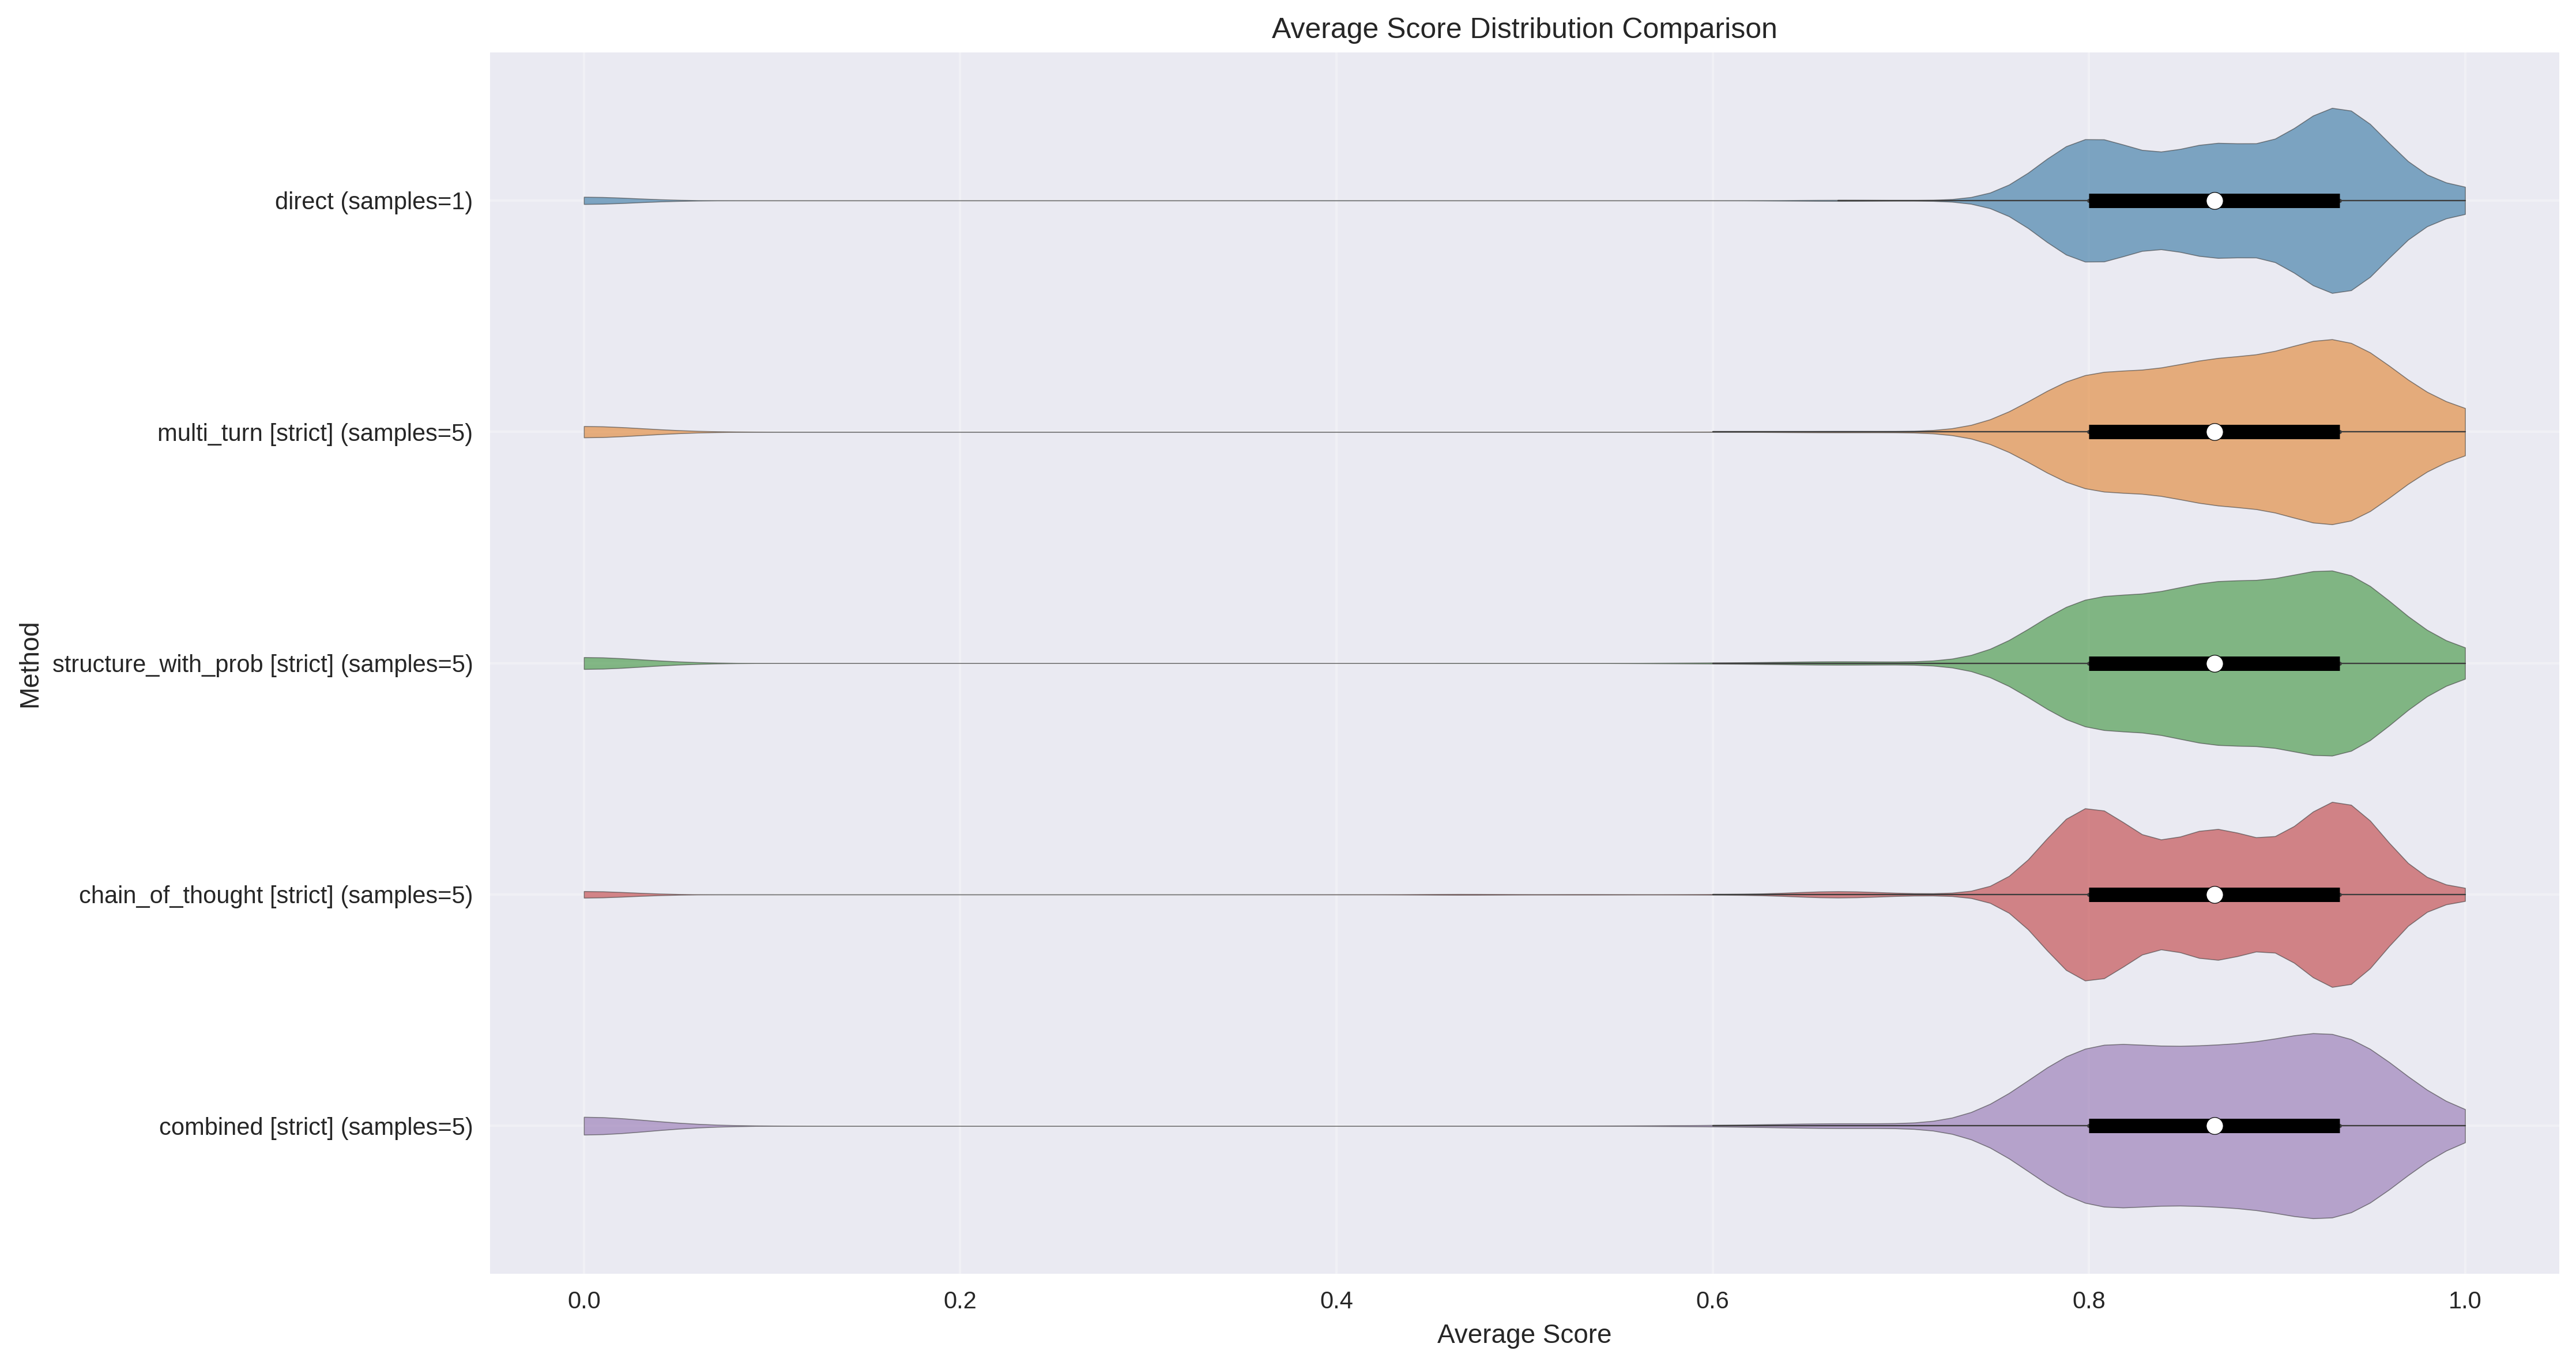 Average Score Distribution Comparison
direct (samples=1)
multi_turn [strict] (samples=5)
structure_with_prob [strict] (samples=5)
chain_of_thought [strict] (samples=5)
combined [strict] (samples=5)
Method
0.0 0.2 0.4 0.6 0.8 1.0
Average Score